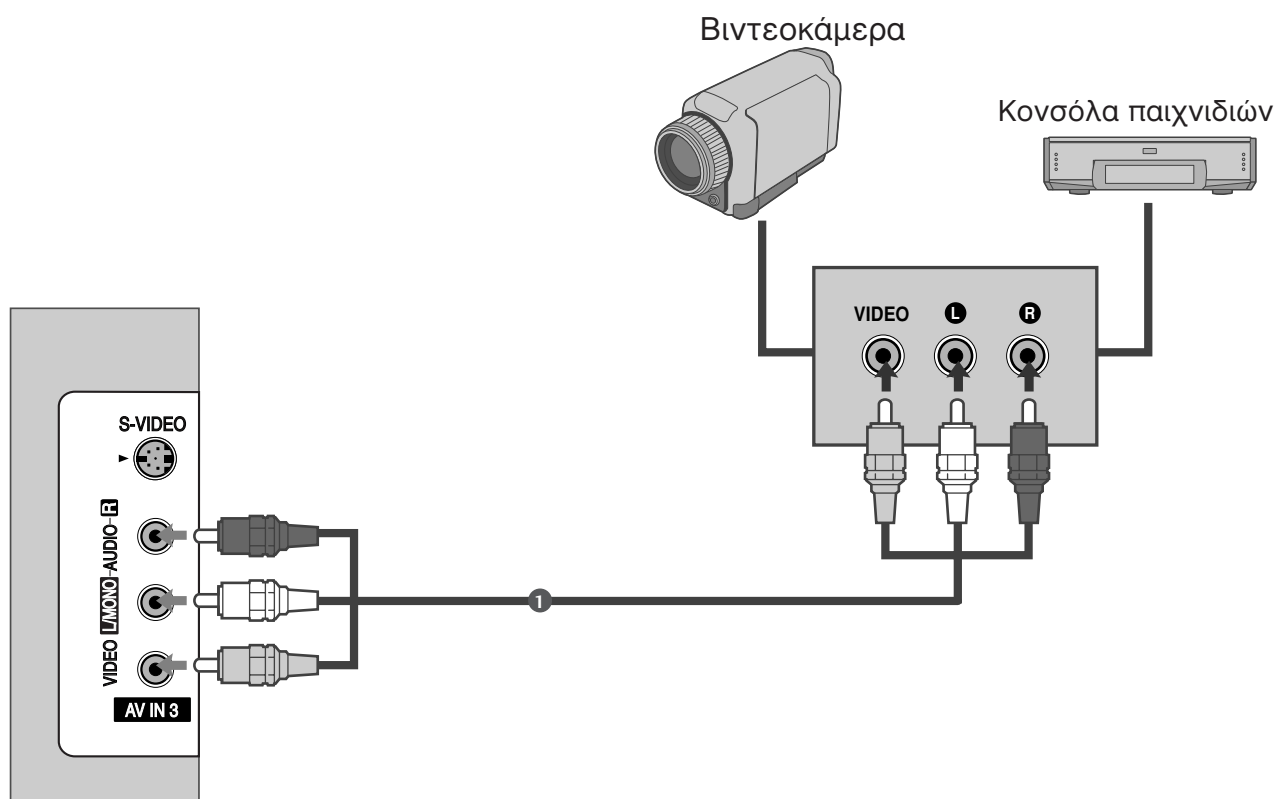 Βιντεοκάμερα
Κονσόλα παιχνιδιών
VIDEO L R
S-VIDEO
VIDEO L/MONO-AUDIO-R
AV IN 3
1